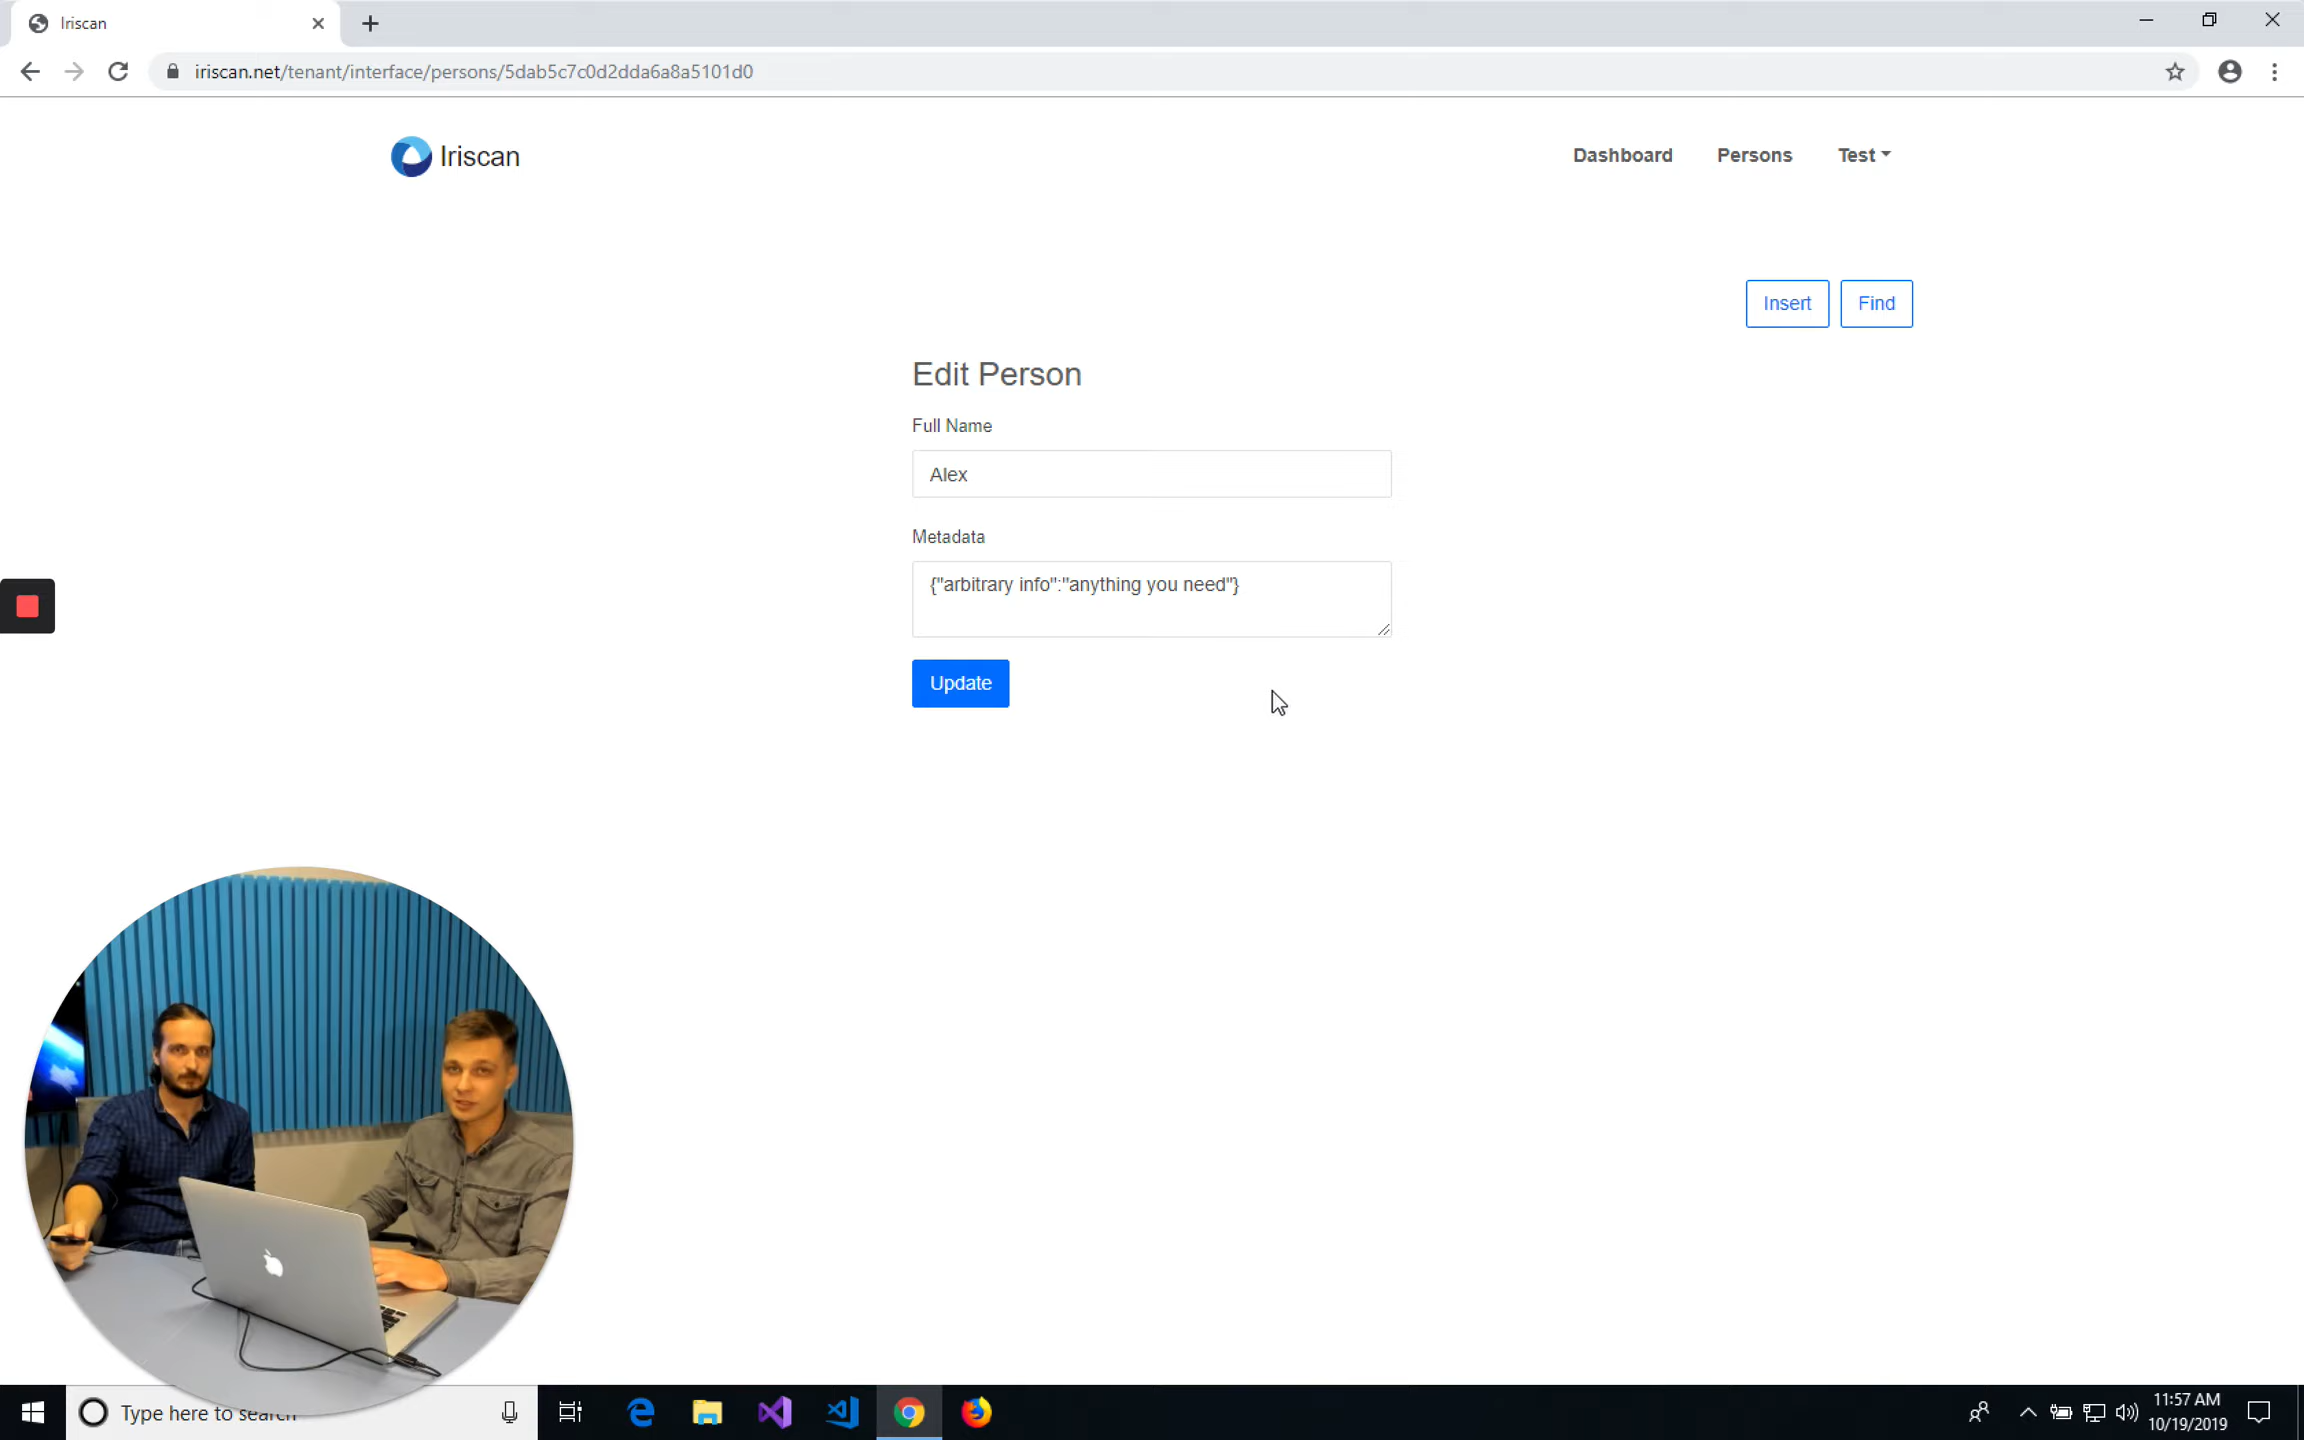 Iriscan
iriscan.net/tenant/interface/persons/5dab5c7c0d2dda6a8a5101d0
Iriscan
Dashboard Persons Test
Insert Find
Edit Person
Full Name
Alex
Metadata
{"arbitrary info":"anything you need"}
Update
Type here to search
11:57 AM
10/19/2019